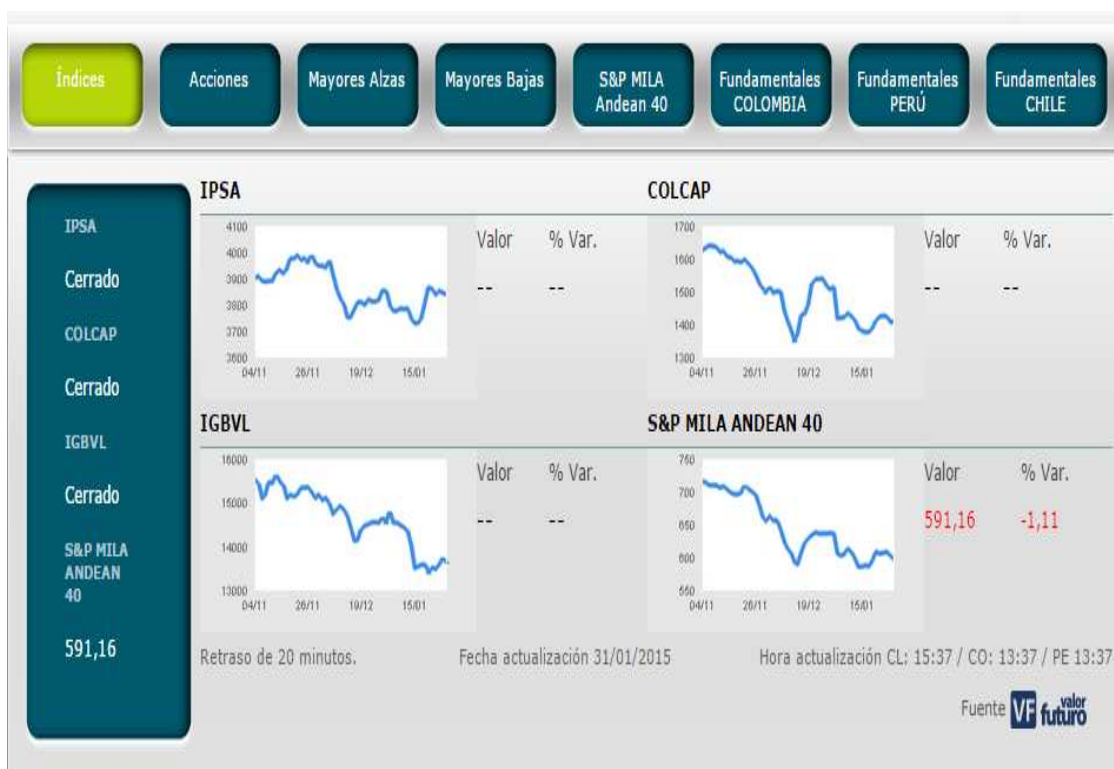 Índices
Acciones
Mayores Alzas
Mayores Bajas
S&P MILA
Andean 40
Fundamentales
COLOMBIA
Fundamentales
PERÚ
Fundamentales
CHILE
IPSA
Cerrado
COLCAP
Cerrado
IGBVL
Cerrado
S&P MILA
ANDEAN
40
591,16
IPSA
4100
4000
3900
3800
3700
3600
04/11 26/11 19/12 15/01
Valor % Var.
-- --
COLCAP
1700
1600
1500
1400
1300
04/11 26/11 19/12 15/01
Valor % Var.
-- --
IGBVL
16000
15000
14000
13000
04/11 26/11 19/12 15/01
Valor % Var.
-- --
S&P MILA ANDEAN 40
750
700
650
600
550
04/11 26/11 19/12 15/01
Valor % Var.
591,16 -1,11
Retraso de 20 minutos. Fecha actualización 31/01/2015 Hora actualización CL: 15:37 / CO: 13:37 / PE 13:37
Fuente VF valor futuro